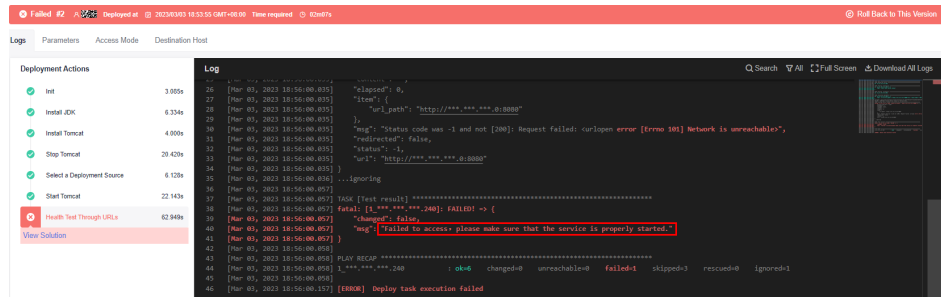 Failed #2 Deployed at 2023/03/03 18:53:55 GMT+08:00 Time required 02m07s Roll Back to This Version
Logs Parameters Access Mode Destination Host
Deployment Actions
Init 3.085s
Install JDK 6.334s
Install Tomcat 4.000s
Stop Tomcat 20.420s
Select a Deployment Source 6.128s
Start Tomcat 22.143s
Health Test Through URLs 62.949s
View Solution
Log Search All Full Screen Download All Logs
26 [Mar 03, 2023 18:56:00.035] "elapsed": 0,
27 [Mar 03, 2023 18:56:00.035] "item": {
28 [Mar 03, 2023 18:56:00.035] "uri_path": "http://***.***.***.0:8080"
29 [Mar 03, 2023 18:56:00.035] },
30 [Mar 03, 2023 18:56:00.035] "msg": "Status code was -1 and not [200]: Request failed: <urlopen error [Errno 101] Network is unreachable>",
31 [Mar 03, 2023 18:56:00.035] "redirected": false,
32 [Mar 03, 2023 18:56:00.035] "status": -1,
33 [Mar 03, 2023 18:56:00.035] "url": "http://***.***.***.0:8080"
34 [Mar 03, 2023 18:56:00.035] }
35 [Mar 03, 2023 18:56:00.036] ...ignoring
36 [Mar 03, 2023 18:56:00.057]
37 [Mar 03, 2023 18:56:00.057] TASK [Test result] ****************************************************
38 [Mar 03, 2023 18:56:00.057] fatal: [1_***.***.***.240]: FAILED! => {
39 [Mar 03, 2023 18:56:00.057] "changed": false,
40 [Mar 03, 2023 18:56:00.057] "msg": "Failed to access, please make sure that the service is properly started."
41 [Mar 03, 2023 18:56:00.057] }
42 [Mar 03, 2023 18:56:00.058]
43 [Mar 03, 2023 18:56:00.058] PLAY RECAP ***********************************************************
44 [Mar 03, 2023 18:56:00.058] 1_***.***.***.240 : ok=6 changed=0 unreachable=0 failed=1 skipped=3 rescued=0 ignored=1
45 [Mar 03, 2023 18:56:00.058]
46 [Mar 03, 2023 18:56:00.157] [ERROR] Deploy task execution failed